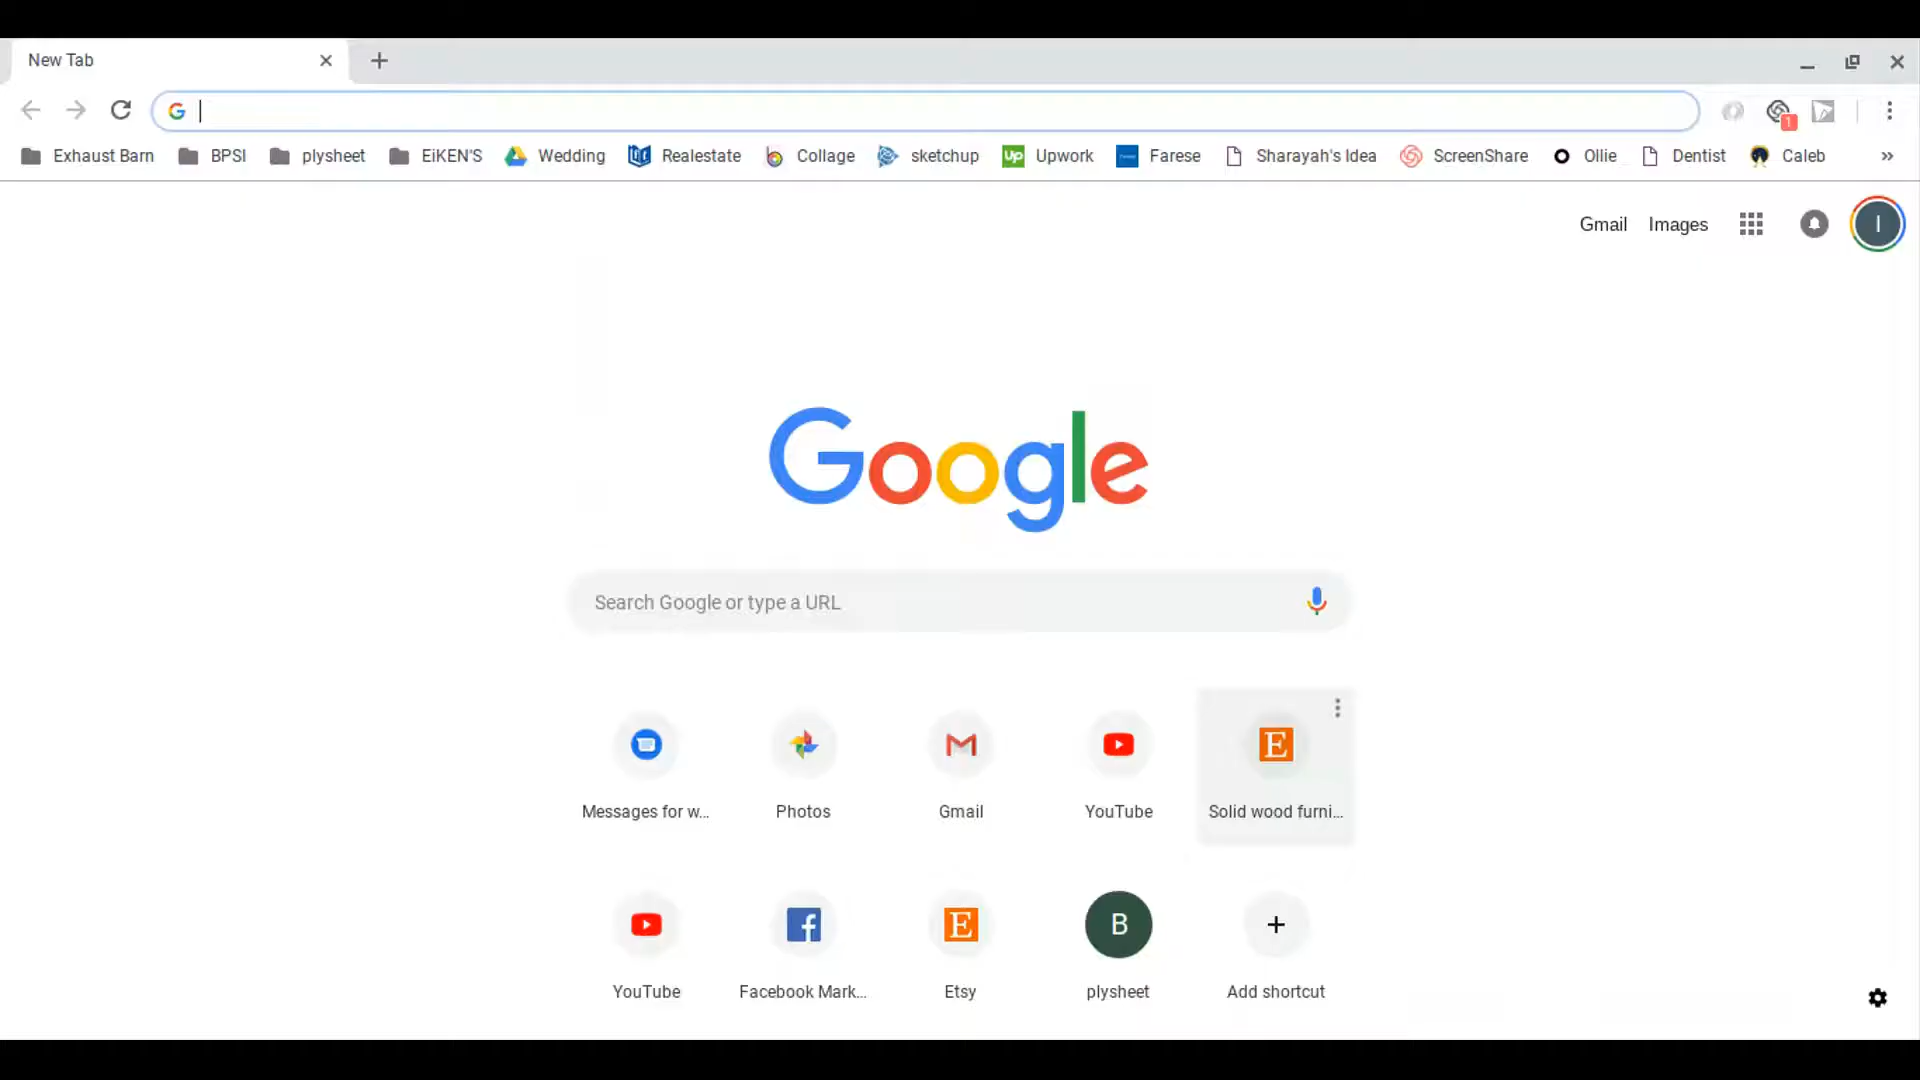 New Tab
1
Exhaust Barn BPSI plysheet EiKEN'S Wedding Realestate Collage sketchup Up Upwork Farese Sharayah's Idea ScreenShare Ollie Dentist Caleb »
Gmail Images I
Google
Search Google or type a URL
E
Messages for w... Photos Gmail YouTube Solid wood furni...
E B
YouTube Facebook Mark... Etsy plysheet Add shortcut